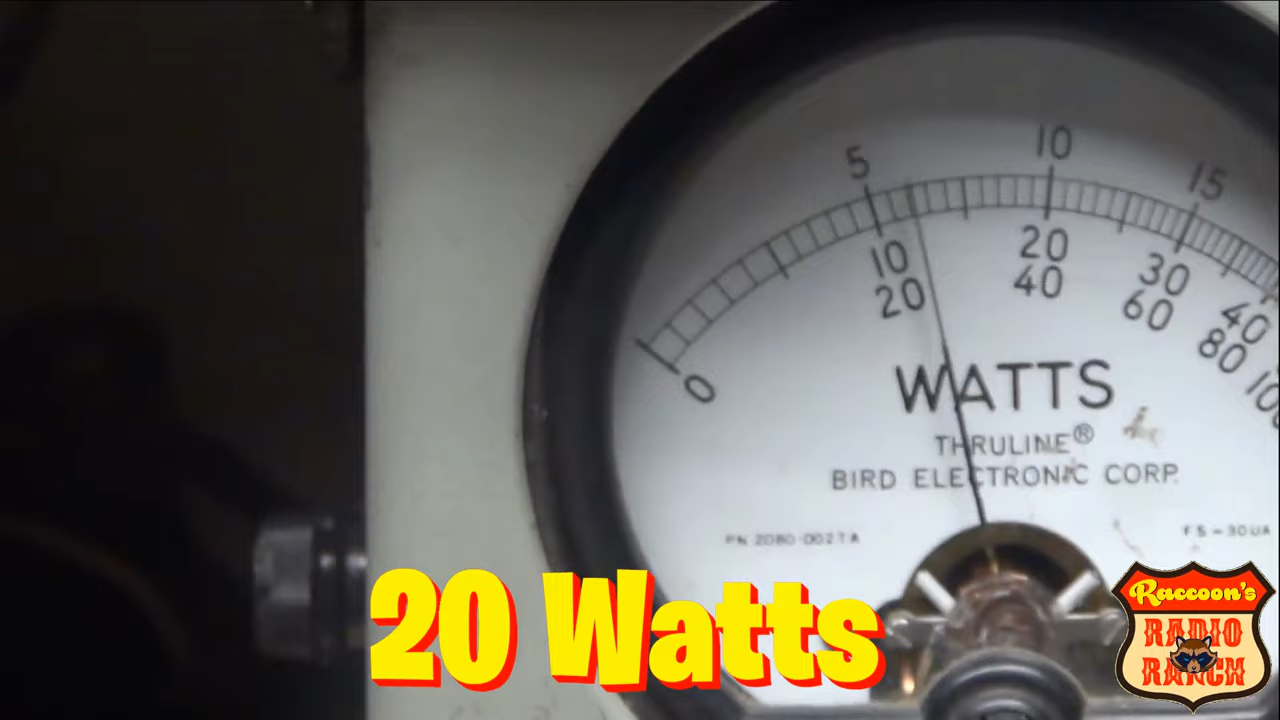 5 10 15
10 20 30 40
20 40 60 80 100
0
WATTS
THRULINE®
BIRD ELECTRONIC CORP.
PN 2080-002TA
FS-30UA
20 Watts
Raccoon's
RADIO
RANCH